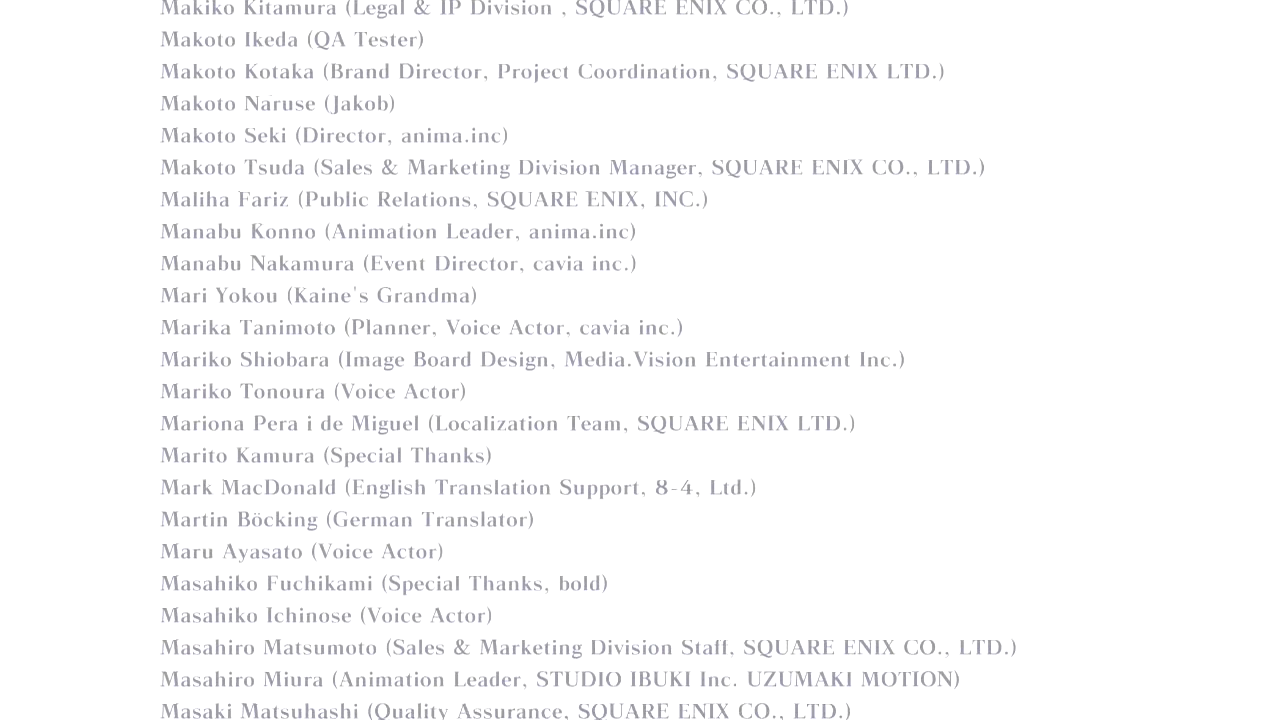 Makiko Kitamura (Legal & IP Division , SQUARE ENIX CO., LTD.)
Makoto Ikeda (QA Tester)
Makoto Kotaka (Brand Director, Project Coordination, SQUARE ENIX LTD.)
Makoto Naruse (Jakob)
Makoto Seki (Director, anima.inc)
Makoto Tsuda (Sales & Marketing Division Manager, SQUARE ENIX CO., LTD.)
Maliha Fariz (Public Relations, SQUARE ENIX, INC.)
Manabu Konno (Animation Leader, anima.inc)
Manabu Nakamura (Event Director, cavia inc.)
Mari Yokou (Kaine's Grandma)
Marika Tanimoto (Planner, Voice Actor, cavia inc.)
Mariko Shiobara (Image Board Design, Media.Vision Entertainment Inc.)
Mariko Tonoura (Voice Actor)
Mariona Pera i de Miguel (Localization Team, SQUARE ENIX LTD.)
Marito Kamura (Special Thanks)
Mark MacDonald (English Translation Support, 8-4, Ltd.)
Martin Böcking (German Translator)
Maru Ayasato (Voice Actor)
Masahiko Fuchikami (Special Thanks, bold)
Masahiko Ichinose (Voice Actor)
Masahiro Matsumoto (Sales & Marketing Division Staff, SQUARE ENIX CO., LTD.)
Masahiro Miura (Animation Leader, STUDIO IBUKI Inc. UZUMAKI MOTION)
Masaki Matsuhashi (Quality Assurance, SQUARE ENIX CO., LTD.)